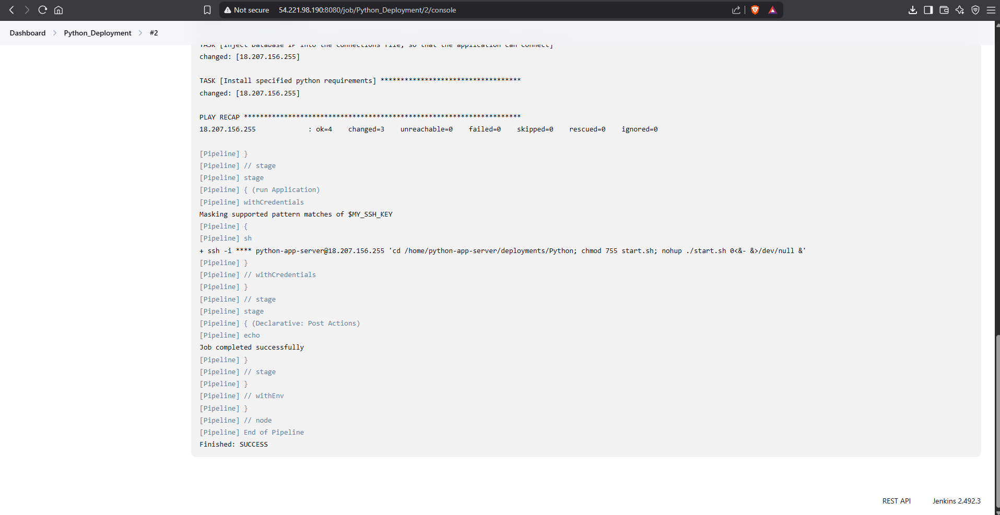 Not secure 54.221.98.190:8080/job/Python_Deployment/2/console
Dashboard > Python_Deployment > #2
TASK [Inject Database IP into the connections file, so that the application can connect]
changed: [18.207.156.255]
TASK [Install specified python requirements] ***********************************
changed: [18.207.156.255]
PLAY RECAP *********************************************************************
18.207.156.255 : ok=4 changed=3 unreachable=0 failed=0 skipped=0 rescued=0 ignored=0
[Pipeline] }
[Pipeline] // stage
[Pipeline] stage
[Pipeline] { (run Application)
[Pipeline] withCredentials
Masking supported pattern matches of $MY_SSH_KEY
[Pipeline] {
[Pipeline] sh
+ ssh -i **** python-app-server@18.207.156.255 'cd /home/python-app-server/deployments/Python; chmod 755 start.sh; nohup ./start.sh 0<&- &>/dev/null &'
[Pipeline] }
[Pipeline] // withCredentials
[Pipeline] }
[Pipeline] // stage
[Pipeline] stage
[Pipeline] { (Declarative: Post Actions)
[Pipeline] echo
Job completed successfully
[Pipeline] }
[Pipeline] // stage
[Pipeline] }
[Pipeline] // withEnv
[Pipeline] }
[Pipeline] // node
[Pipeline] End of Pipeline
Finished: SUCCESS
REST API Jenkins 2.492.3